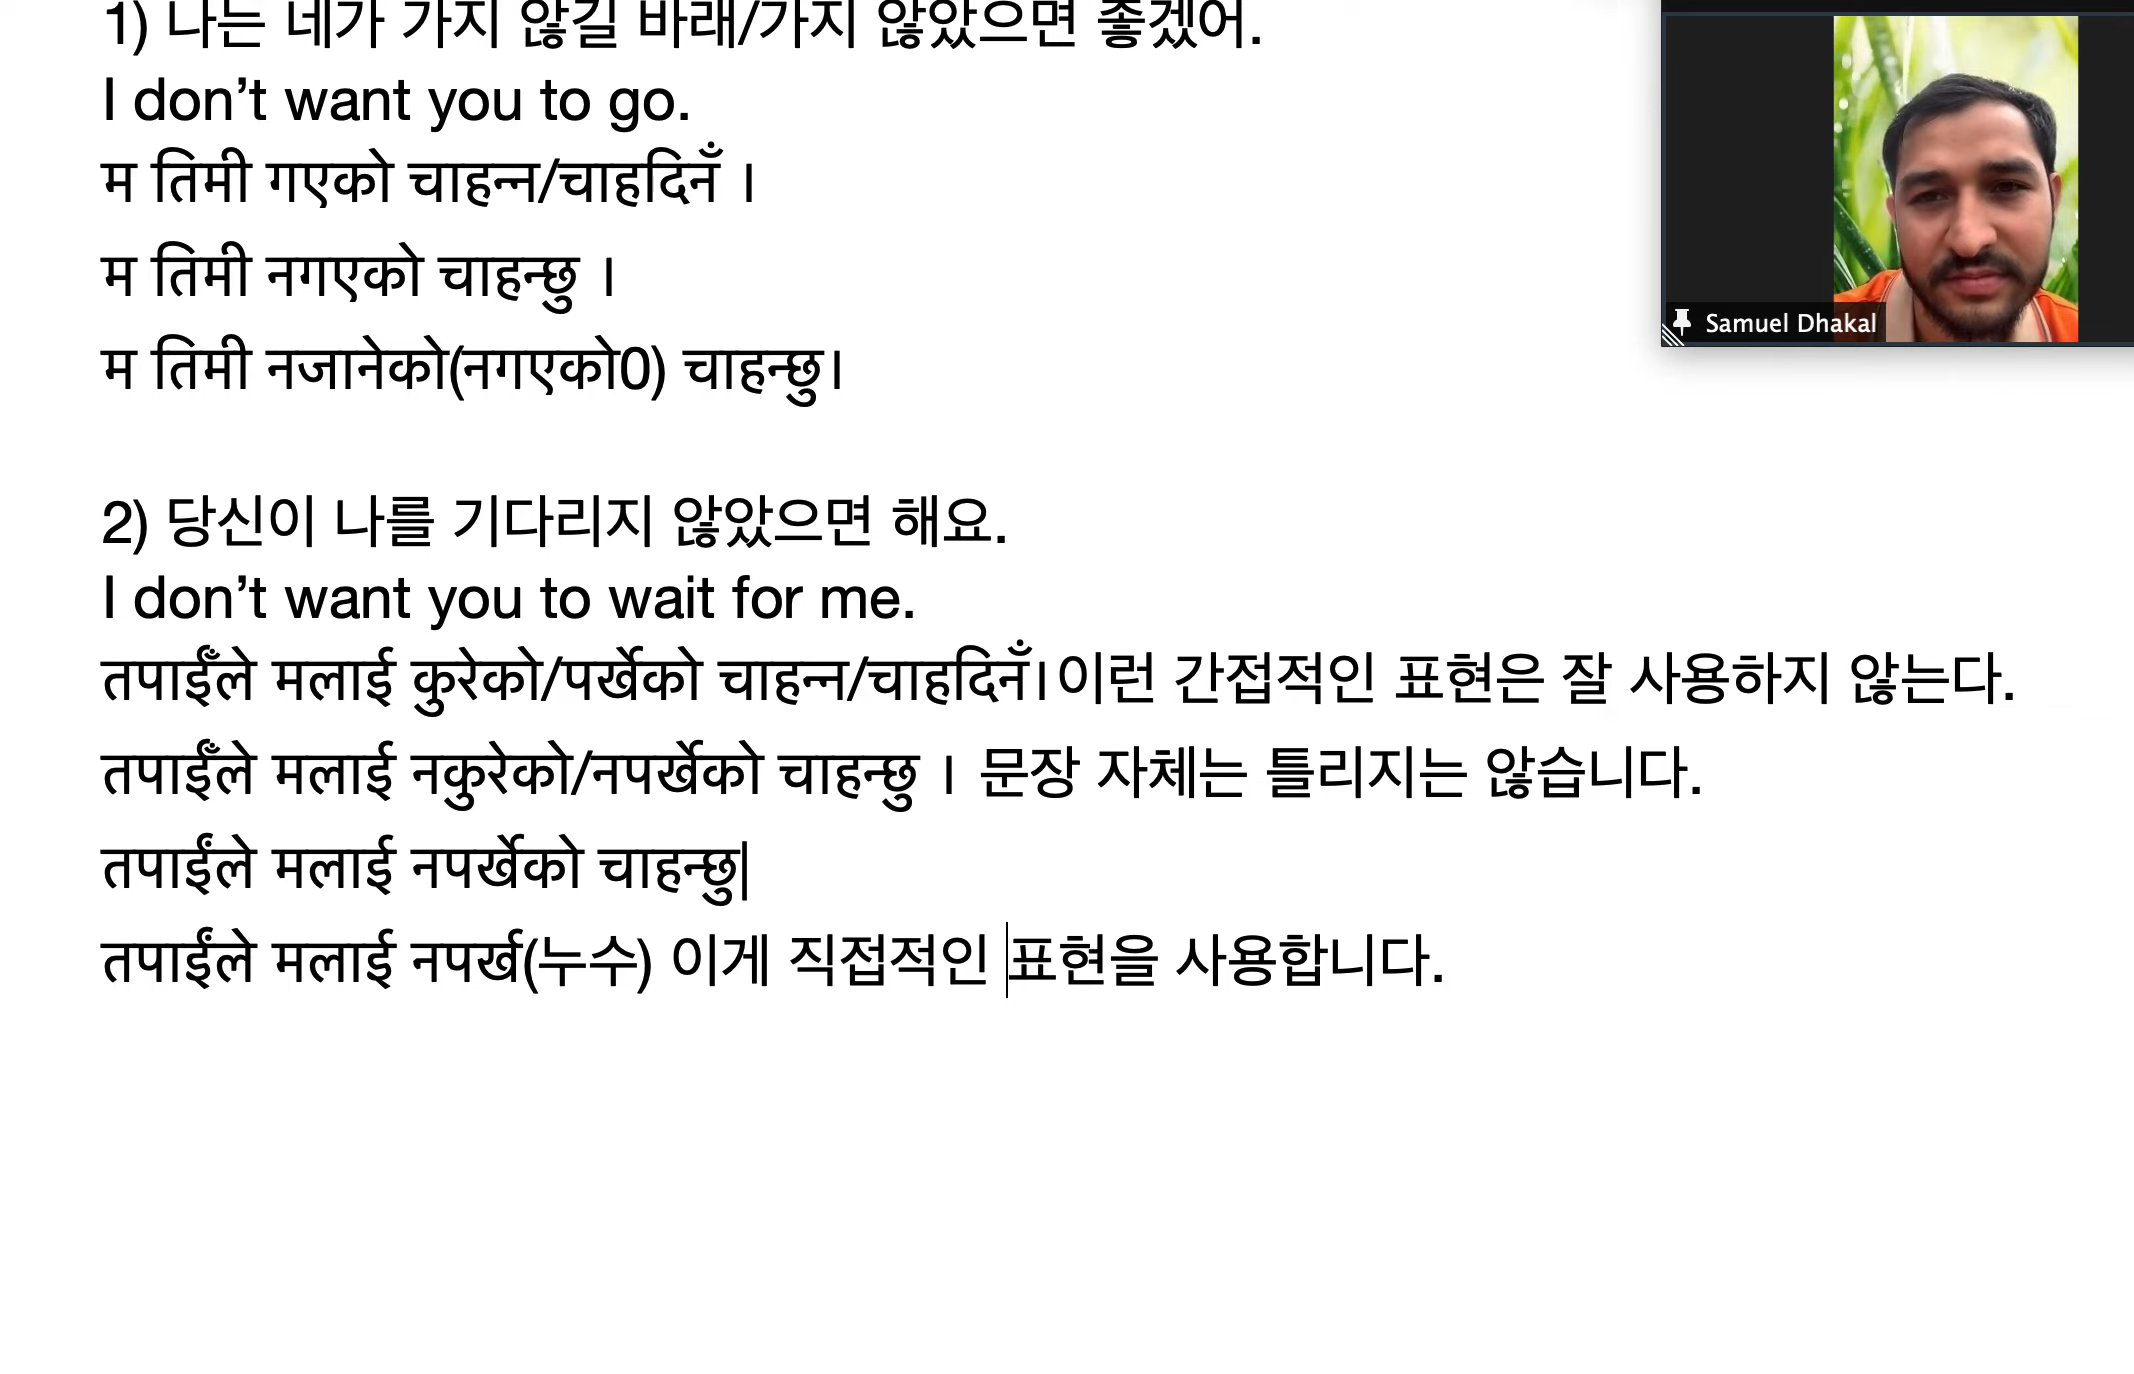 1) 나는 네가 가지 않길 바래/가지 않았으면 좋겠어.
I don’t want you to go.
म तिमी गएको चाहन्न/चाहदिनँ ।
म तिमी नगएको चाहन्छु ।
म तिमी नजानेको(नगएको0) चाहन्छु।
Samuel Dhakal
2) 당신이 나를 기다리지 않았으면 해요.
I don’t want you to wait for me.
तपाईँले मलाई कुरेको/पर्खेको चाहन्न/चाहदिनँ।이런 간접적인 표현은 잘 사용하지 않는다.
तपाईँले मलाई नकुरेको/नपर्खेको चाहन्छु । 문장 자체는 틀리지는 않습니다.
तपाईंले मलाई नपर्खेको चाहन्छु|
तपाईंले मलाई नपर्ख(누수) 이게 직접적인 표현을 사용합니다.